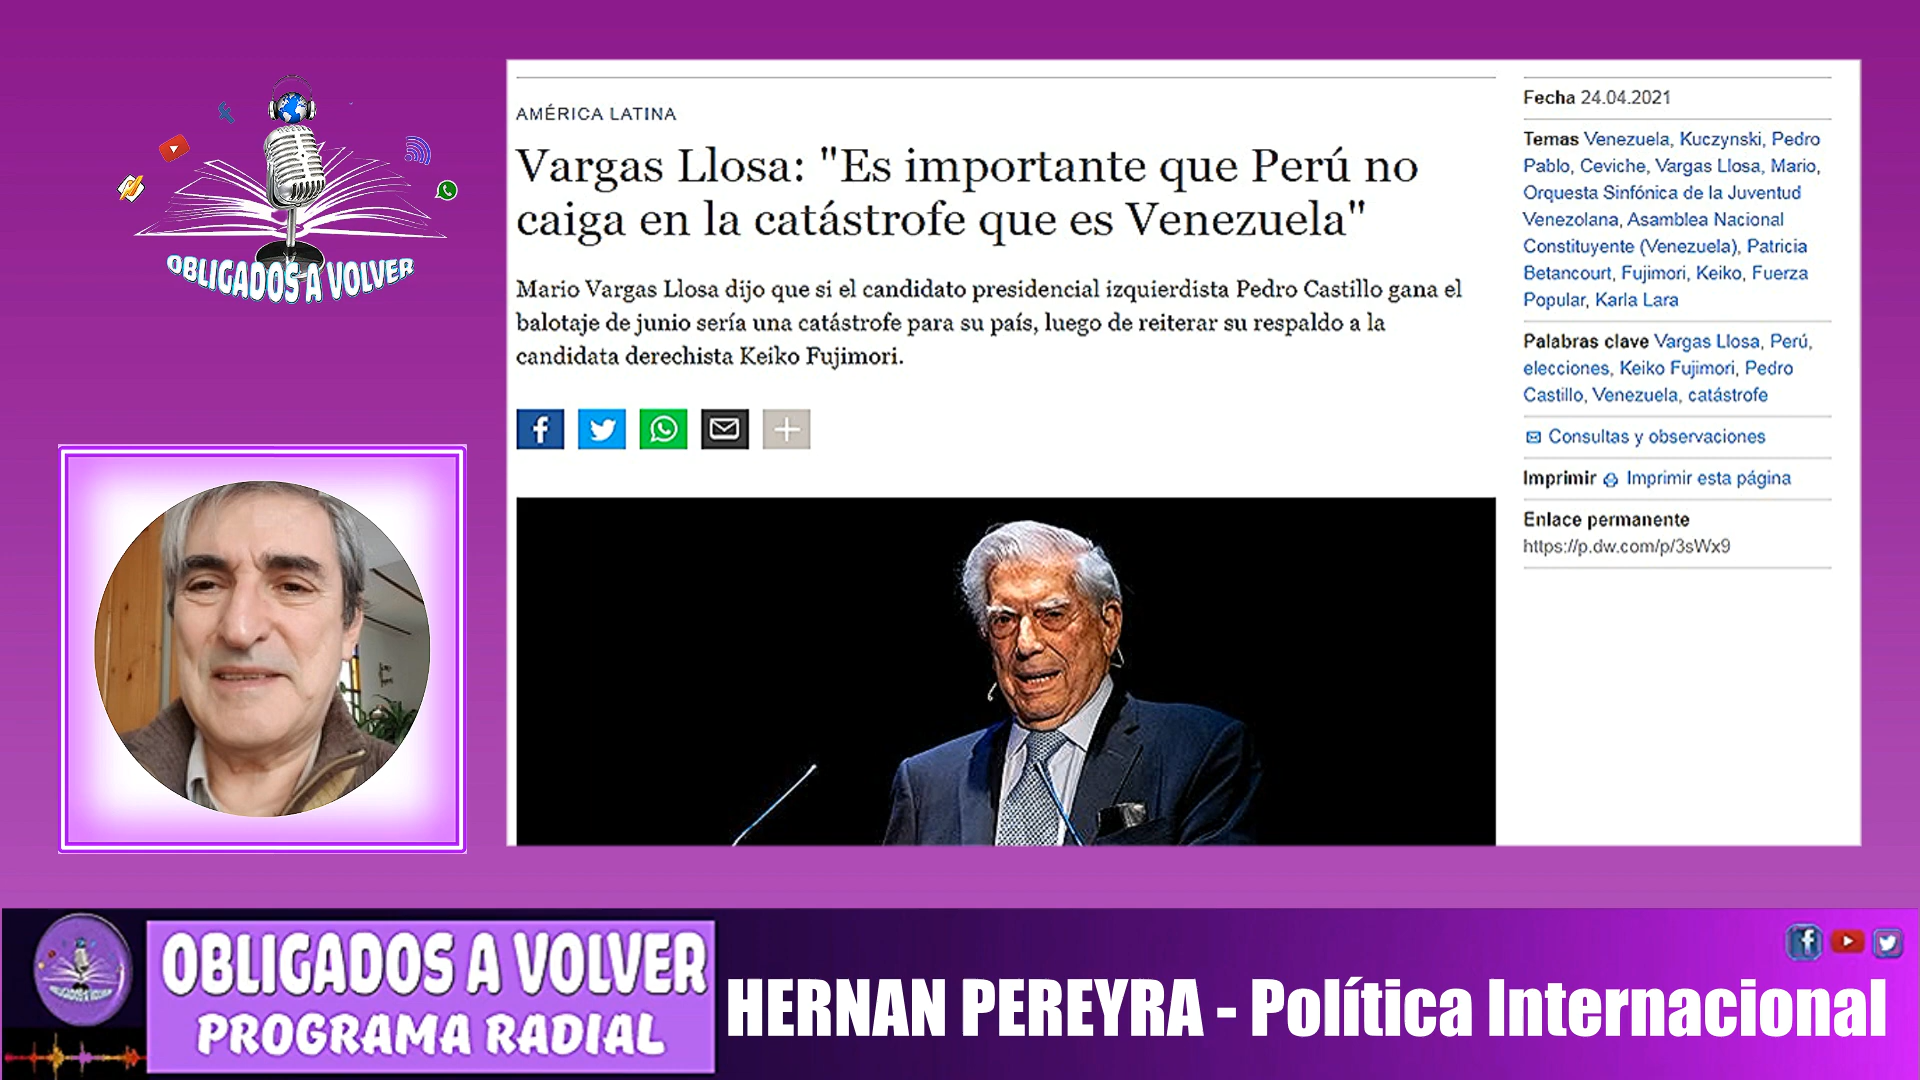 OBLIGADOS A VOLVER
AMÉRICA LATINA
Vargas Llosa: "Es importante que Perú no
caiga en la catástrofe que es Venezuela"
Mario Vargas Llosa dijo que si el candidato presidencial izquierdista Pedro Castillo gana el
balotaje de junio sería una catástrofe para su país, luego de reiterar su respaldo a la
candidata derechista Keiko Fujimori.
Fecha 24.04.2021
Temas Venezuela, Kuczynski, Pedro
Pablo, Ceviche, Vargas Llosa, Mario,
Orquesta Sinfónica de la Juventud
Venezolana, Asamblea Nacional
Constituyente (Venezuela), Patricia
Betancourt, Fujimori, Keiko, Fuerza
Popular, Karla Lara
Palabras clave Vargas Llosa, Perú,
elecciones, Keiko Fujimori, Pedro
Castillo, Venezuela, catástrofe
Consultas y observaciones
Imprimir Imprimir esta página
Enlace permanente
https://p.dw.com/p/3sWx9
OBLIGADOS A VOLVER
OBLIGADOS A VOLVER
PROGRAMA RADIAL
HERNAN PEREYRA - Política Internacional